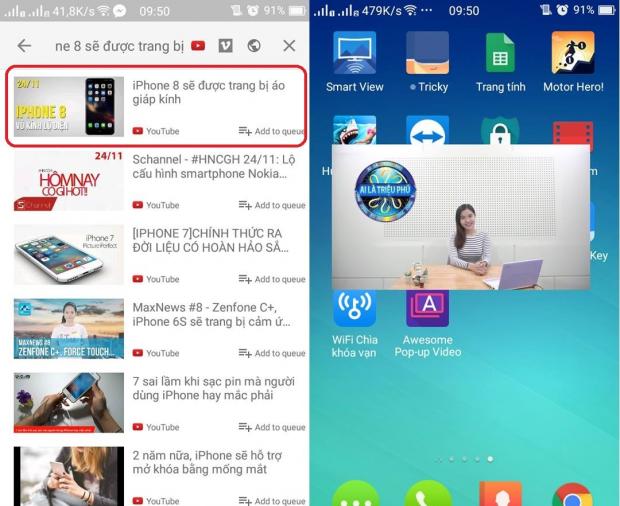 41,8K/s 09:50 91%
ne 8 sẽ được trang bị
24/11
IPHONE 8
VỎ KÍNH LỘ DIỆN
iPhone 8 sẽ được trang bị áo
giáp kính
YouTube Add to queue
24/11
#HNCGH
HÔM NAY
CÓ GÌ HOT!
Schannel
Schannel - #HNCGH 24/11: Lộ
cấu hình smartphone Nokia...
YouTube Add to queue
iPhone 7
Picture Perfect
[IPHONE 7]CHÍNH THỨC RA
ĐỜI LIỆU CÓ HOÀN HẢO SẮ...
YouTube Add to queue
MAXNEWS #8
ZENFONE C+, FORCE TOUCH...
MaxNews #8 - Zenfone C+,
iPhone 6S sẽ trang bị cảm ứ...
YouTube Add to queue
7 sai lầm khi sạc pin mà người
dùng iPhone hay mắc phải
YouTube Add to queue
2 năm nữa, iPhone sẽ hỗ trợ
mở khóa bằng mống mắt
YouTube Add to queue
479K/s 09:50 91%
Smart View Tricky Trang tính Motor Hero!
AI LÀ TRIỆU PHÚ
Key
WiFi Chìa
khóa vạn
Awesome
Pop-up Video